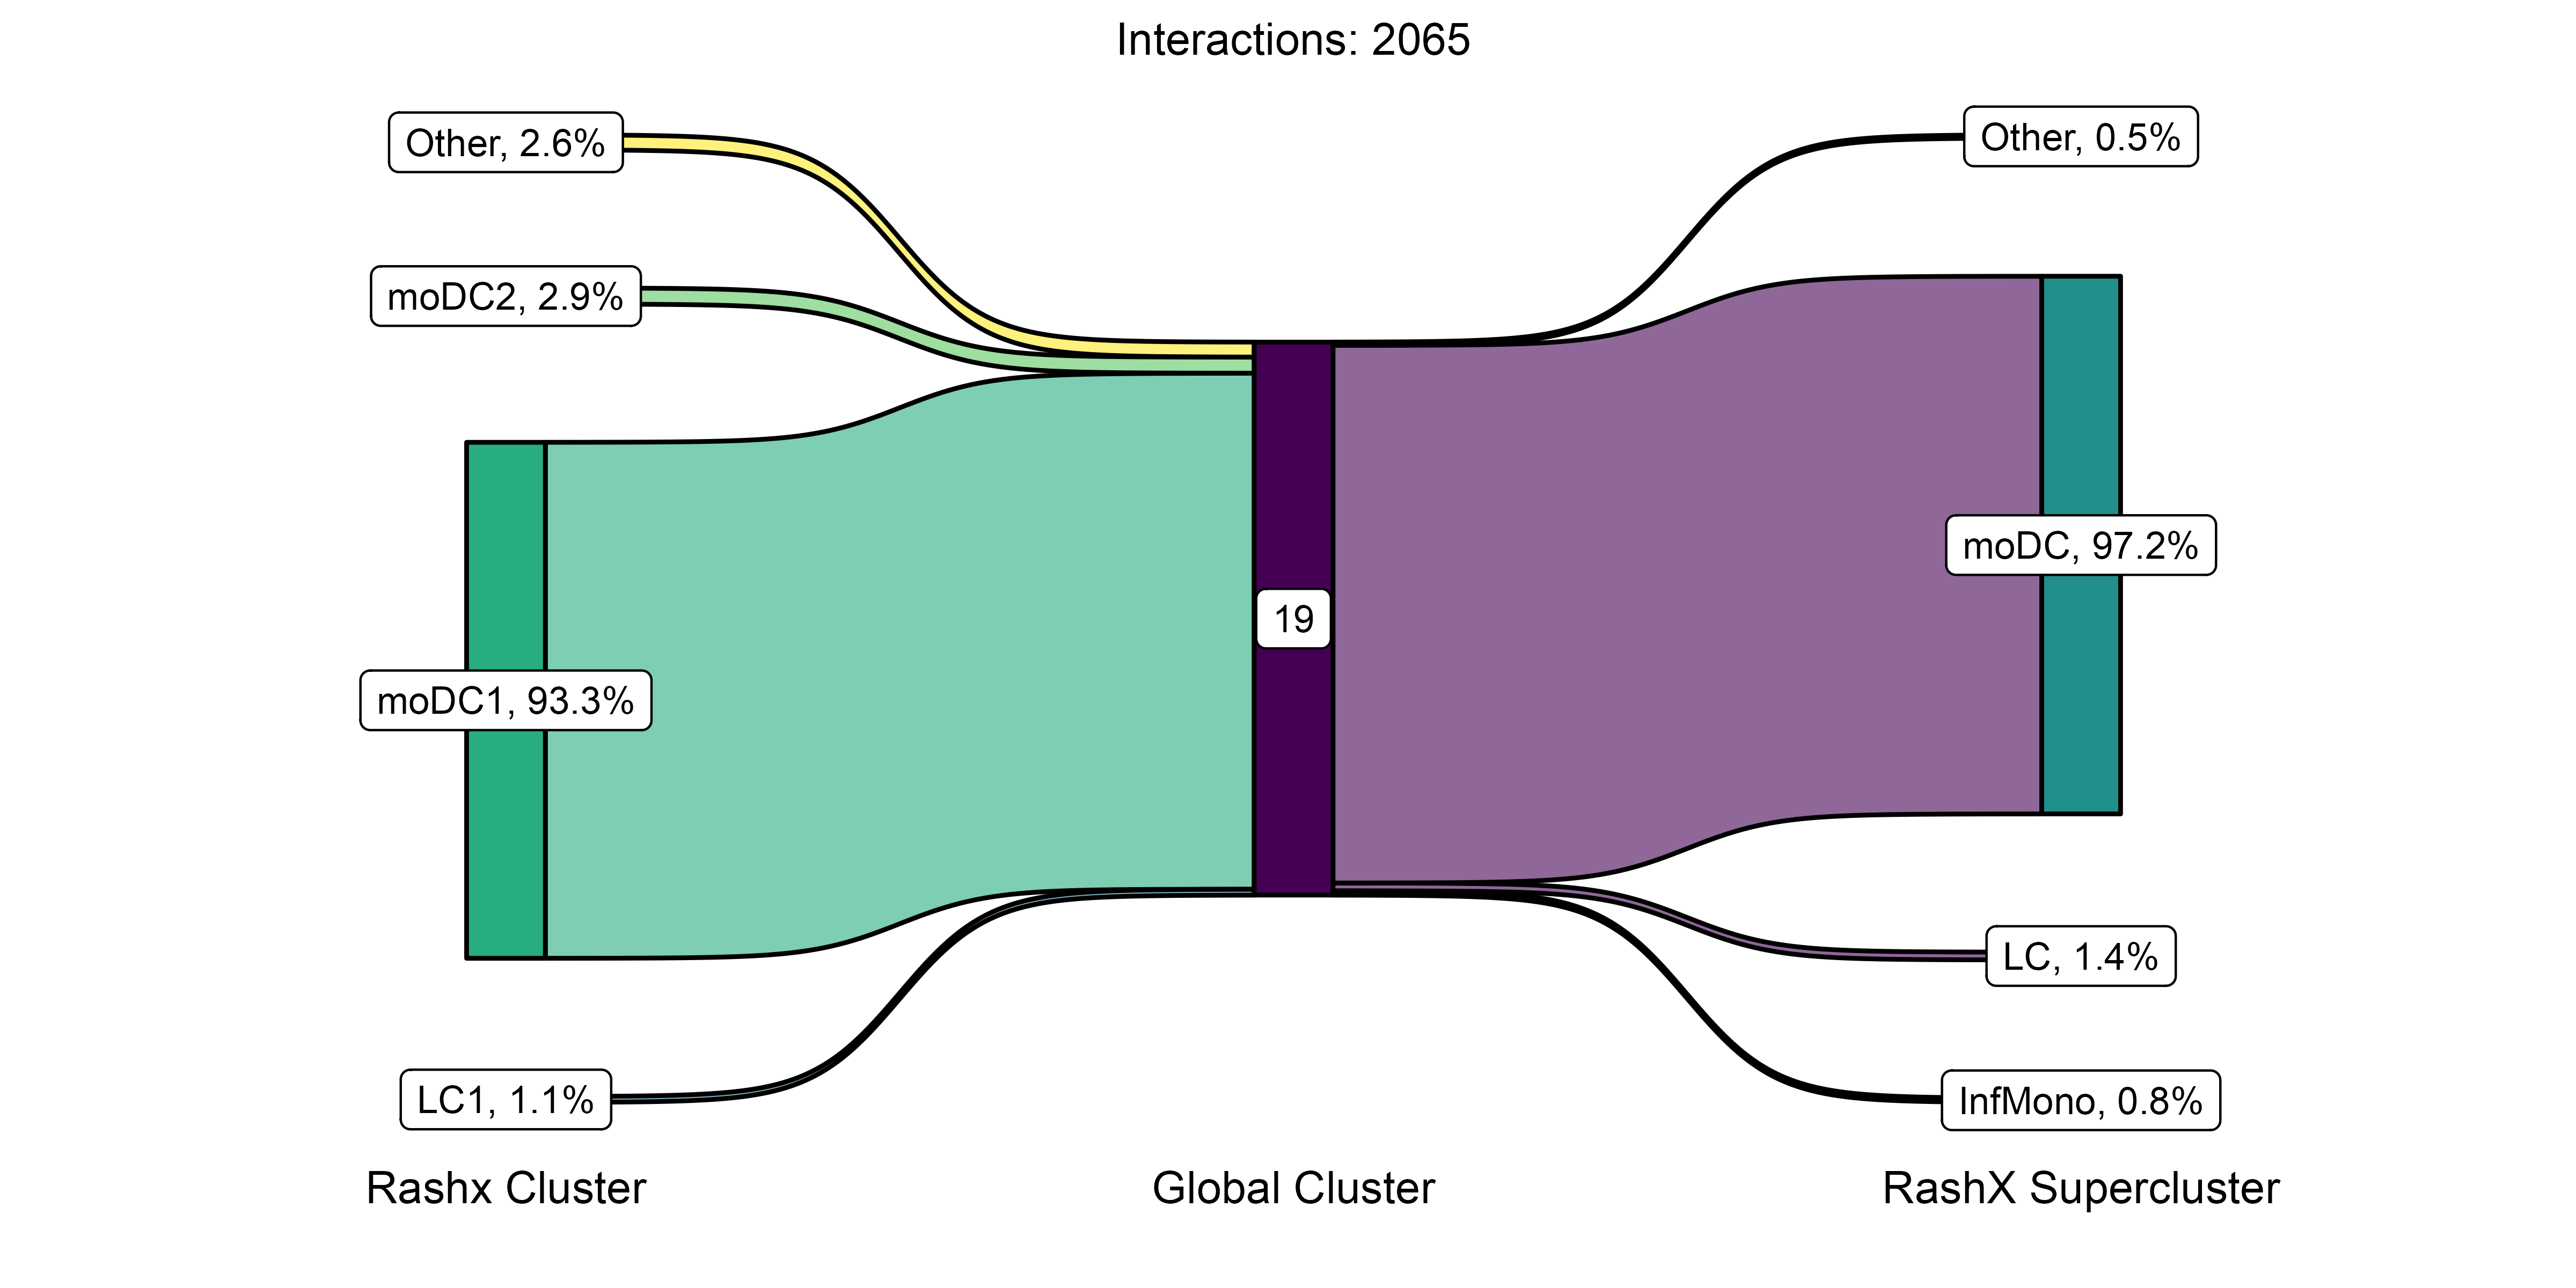 Interactions: 2065
Other, 2.6%
Other, 0.5%
moDC2, 2.9%
moDC, 97.2%
19
moDC1, 93.3%
LC, 1.4%
LC1, 1.1%
InfMono, 0.8%
Rashx Cluster
Global Cluster
RashX Supercluster